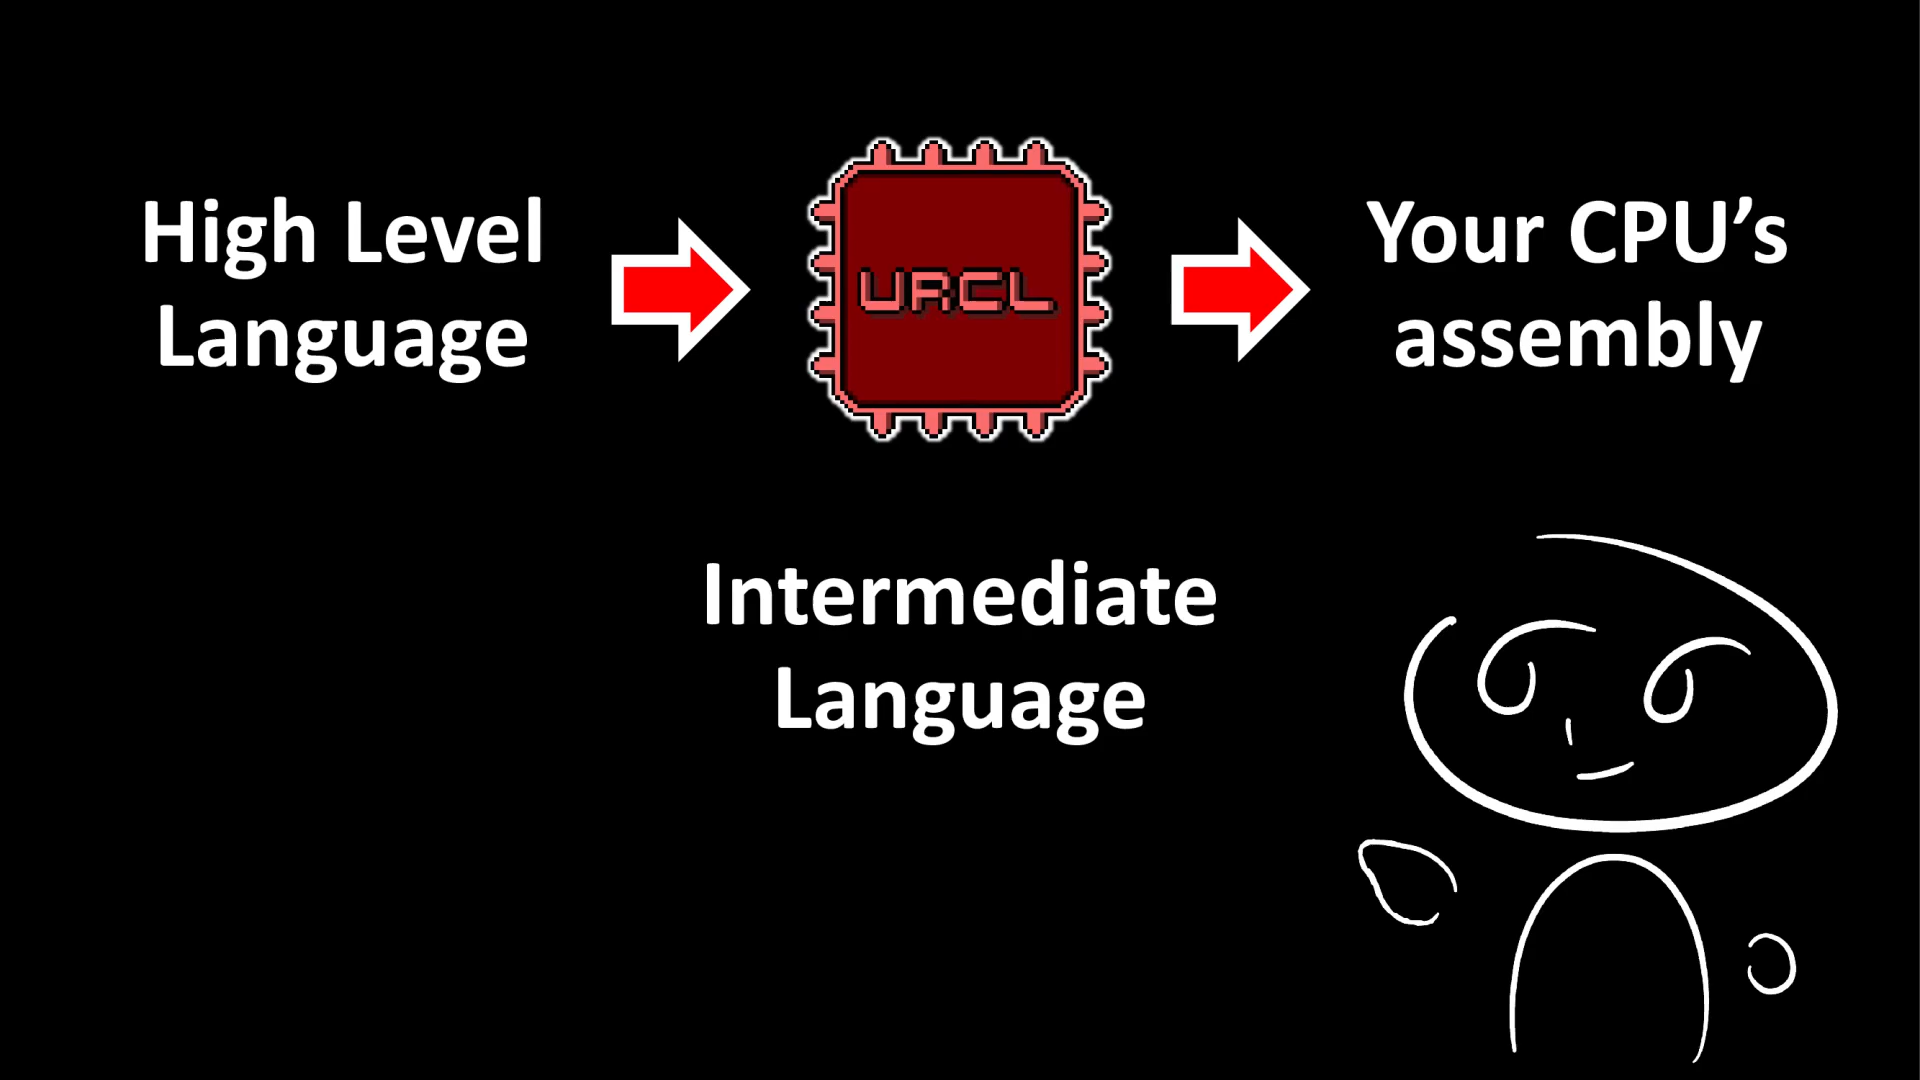 High Level
Language
URCL
Your CPU’s
assembly
Intermediate
Language